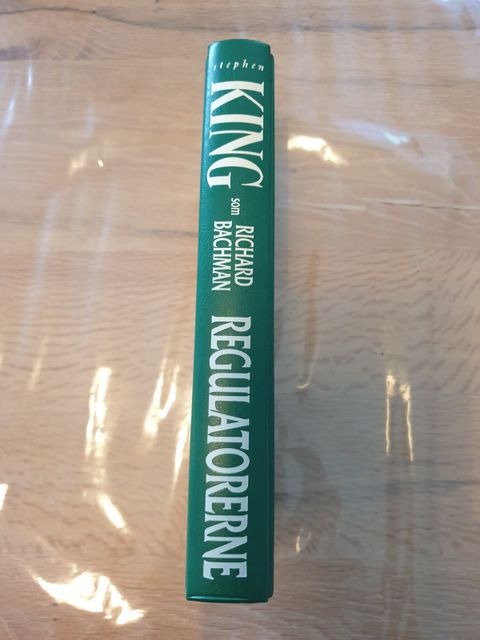 stephen
KING
som
RICHARD
BACHMAN
REGULATORERNE